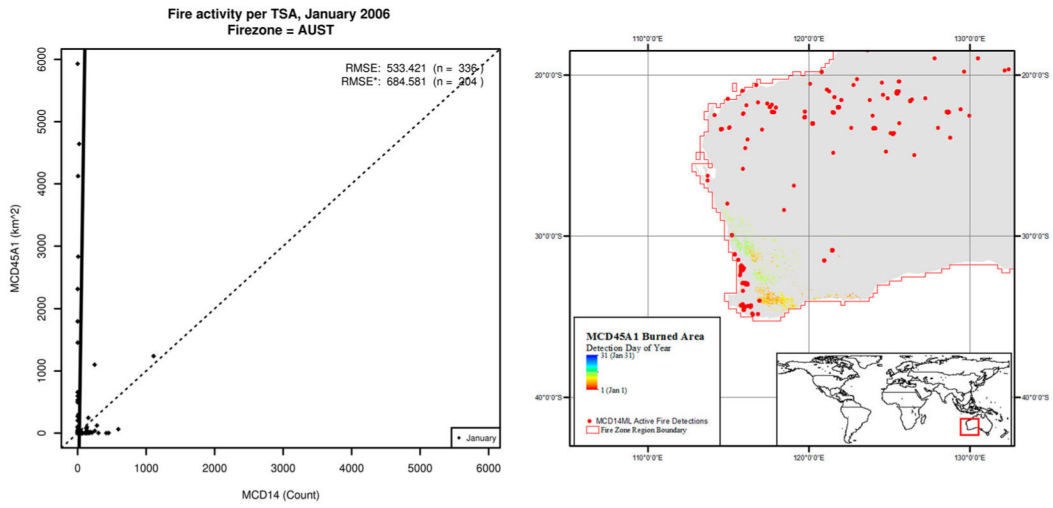 Fire activity per TSA, January 2006
Firezone = AUST
RMSE: 533.421 (n = 336)
RMSE*: 684.581 (n = 204)
MCD45A1 (km^2)
6000
5000
4000
3000
2000
1000
0
0 1000 2000 3000 4000 5000 6000
MCD14 (Count)
January
110°0'0"E 120°0'0"E 130°0'0"E
20°0'0"S 20°0'0"S
30°0'0"S 30°0'0"S
40°0'0"S 40°0'0"S
MCD45A1 Burned Area
Detection Day of Year
31 (Jan 31)
1 (Jan 1)
MCD14ML Active Fire Detections
Fire Zone Region Boundary
110°0'0"E 120°0'0"E 130°0'0"E